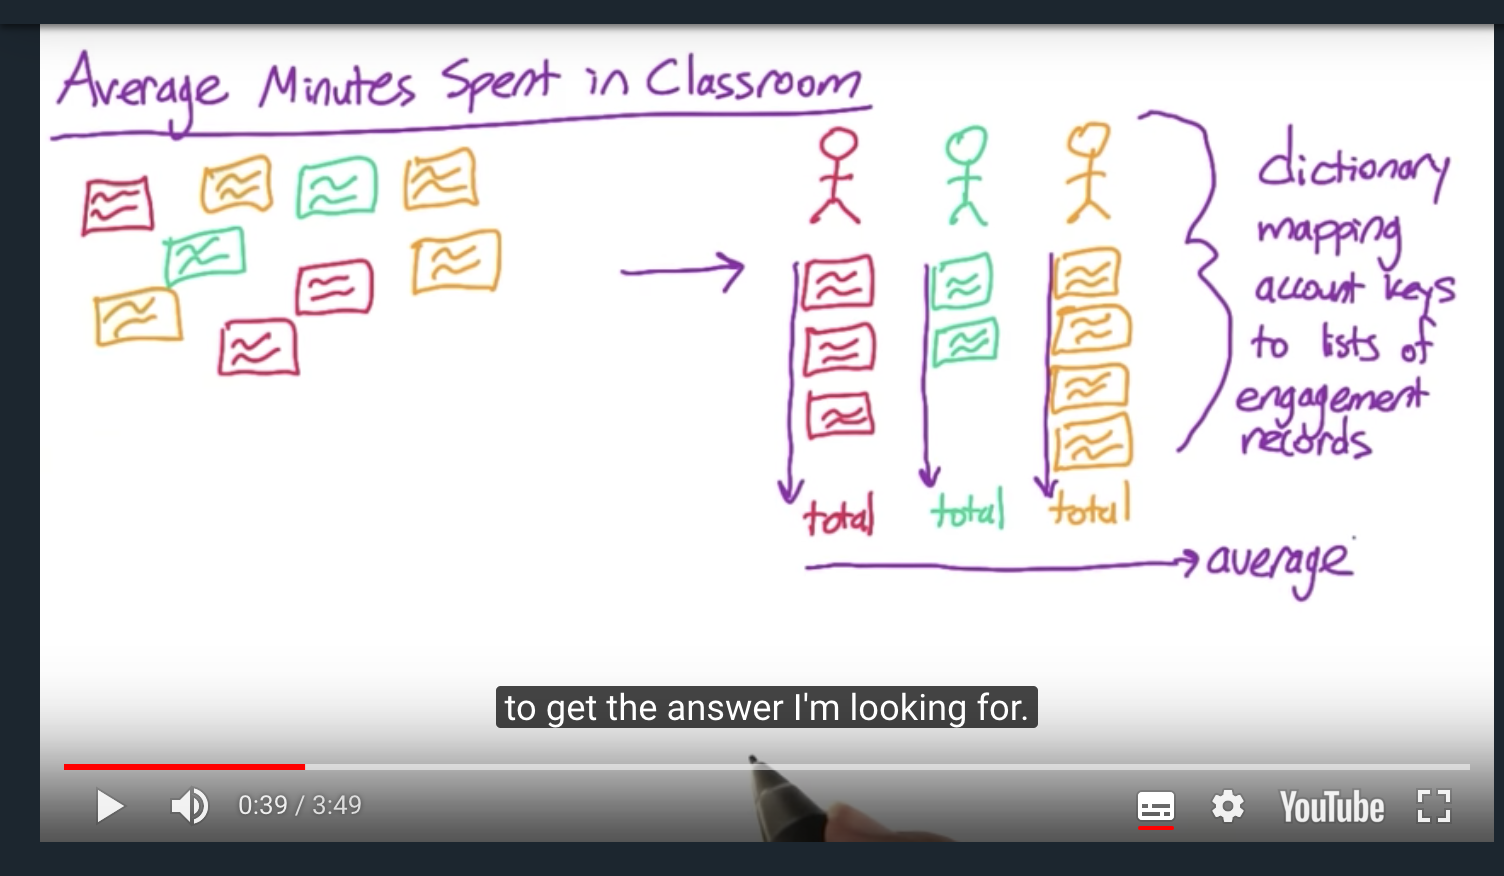 Average Minutes Spent in Classroom
dictionary
mapping
account keys
to lists of
engagement
records
total total total
average
to get the answer I'm looking for.
0:39 / 3:49
YouTube